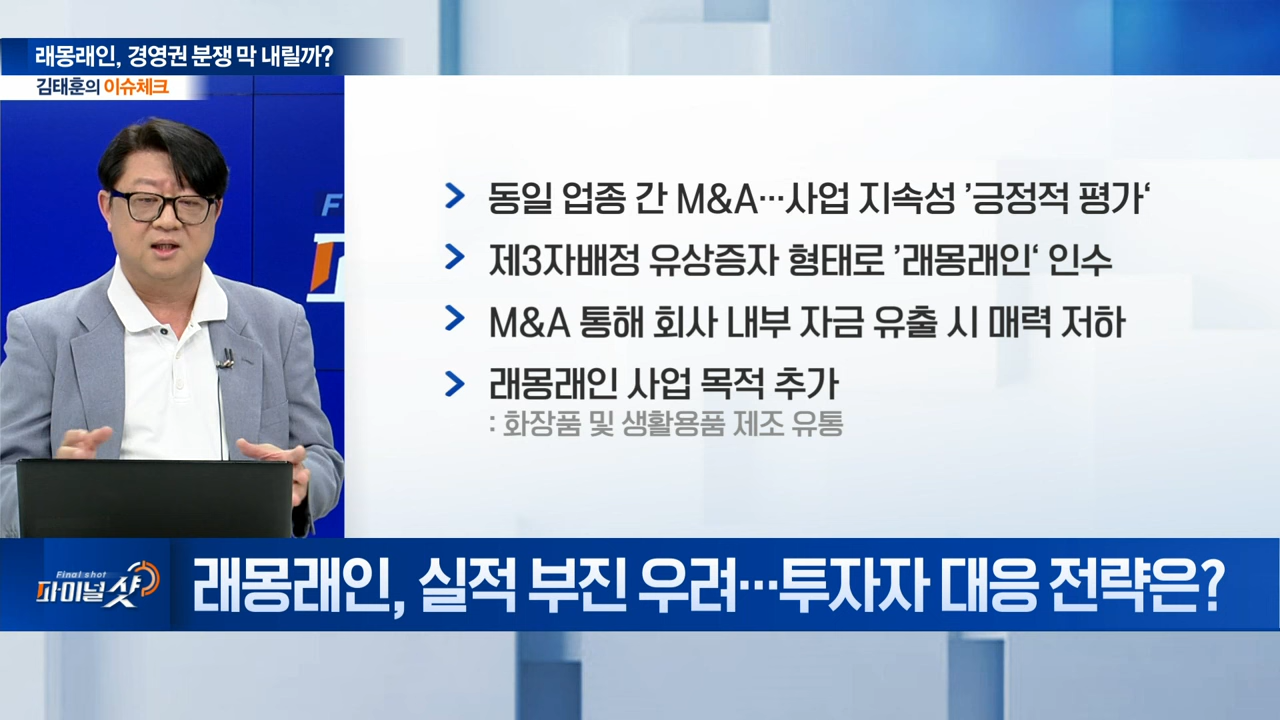 래몽래인, 경영권 분쟁 막 내릴까?
김태훈의 이슈체크
F
동일 업종 간 M&A···사업 지속성 ’긍정적 평가‘
제3자배정 유상증자 형태로 ’래몽래인‘ 인수
M&A 통해 회사 내부 자금 유출 시 매력 저하
래몽래인 사업 목적 추가
: 화장품 및 생활용품 제조 유통
Final shot
파이널샷
래몽래인, 실적 부진 우려···투자자 대응 전략은?